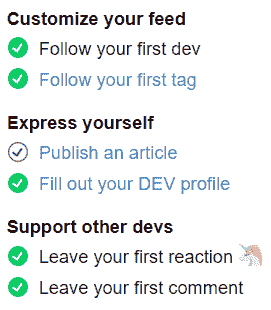 Customize your feed
Follow your first dev
Follow your first tag
Express yourself
Publish an article
Fill out your DEV profile
Support other devs
Leave your first reaction
Leave your first comment